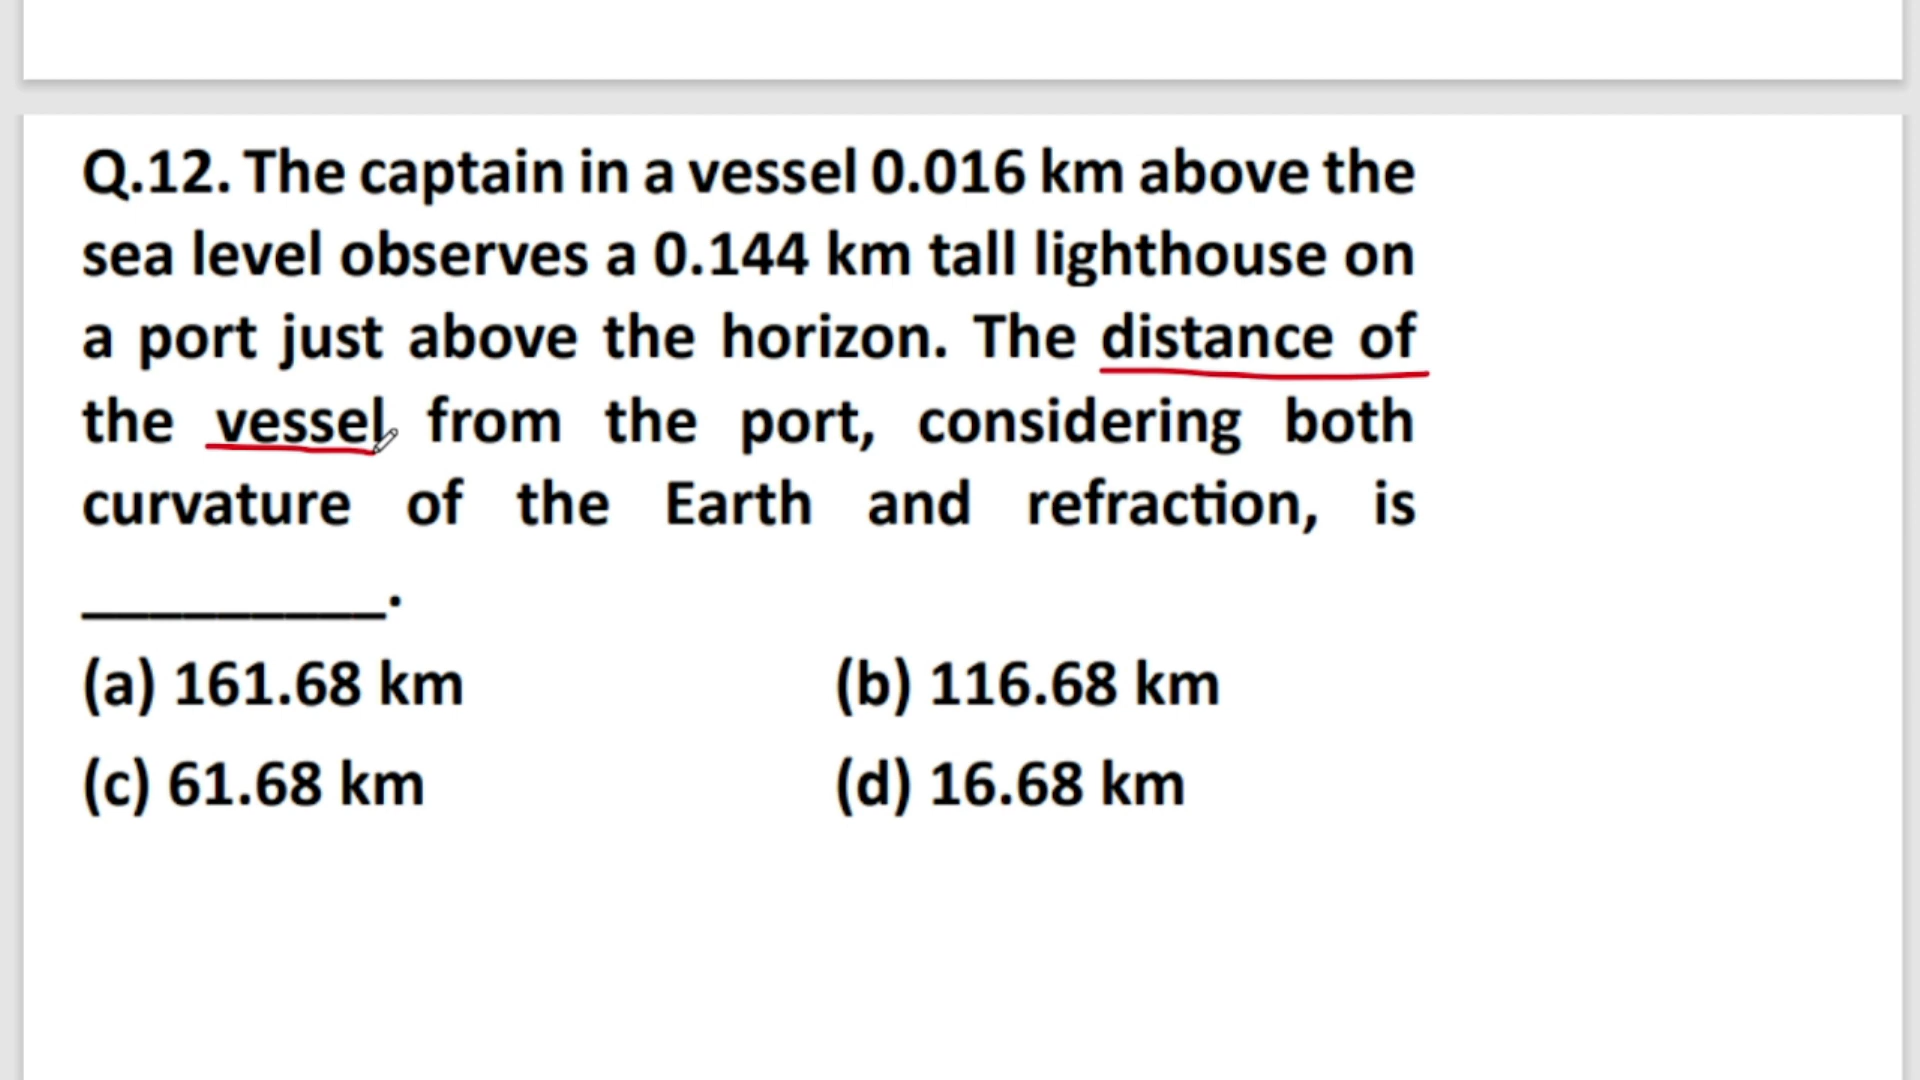 Q.12. The captain in a vessel 0.016 km above the
sea level observes a 0.144 km tall lighthouse on
a port just above the horizon. The distance of
the vessel from the port, considering both
curvature of the Earth and refraction, is
_________.
(a) 161.68 km (b) 116.68 km
(c) 61.68 km (d) 16.68 km